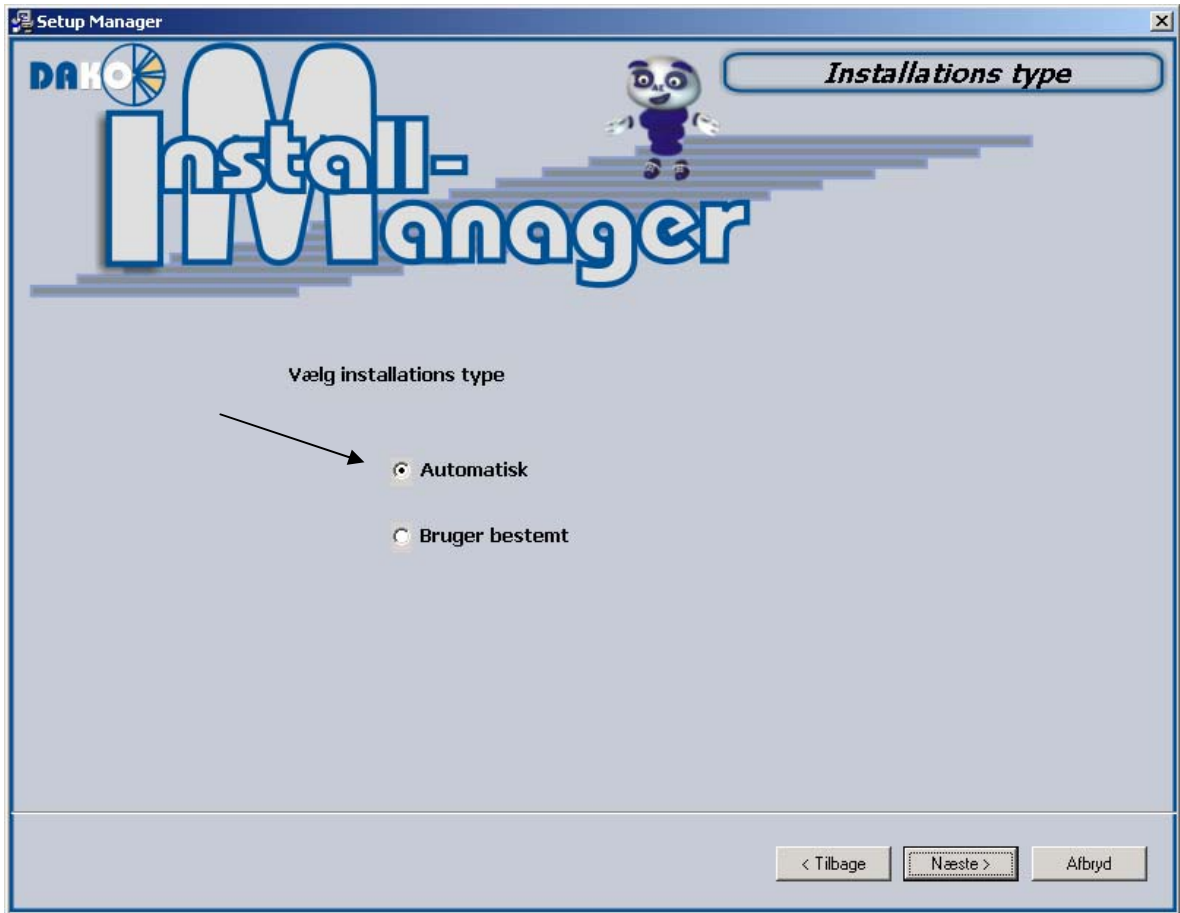 Setup Manager
DAKO
Installations type
Install-
Manager
Vælg installations type
Automatisk
Bruger bestemt
< Tilbage
Næste >
Afbryd